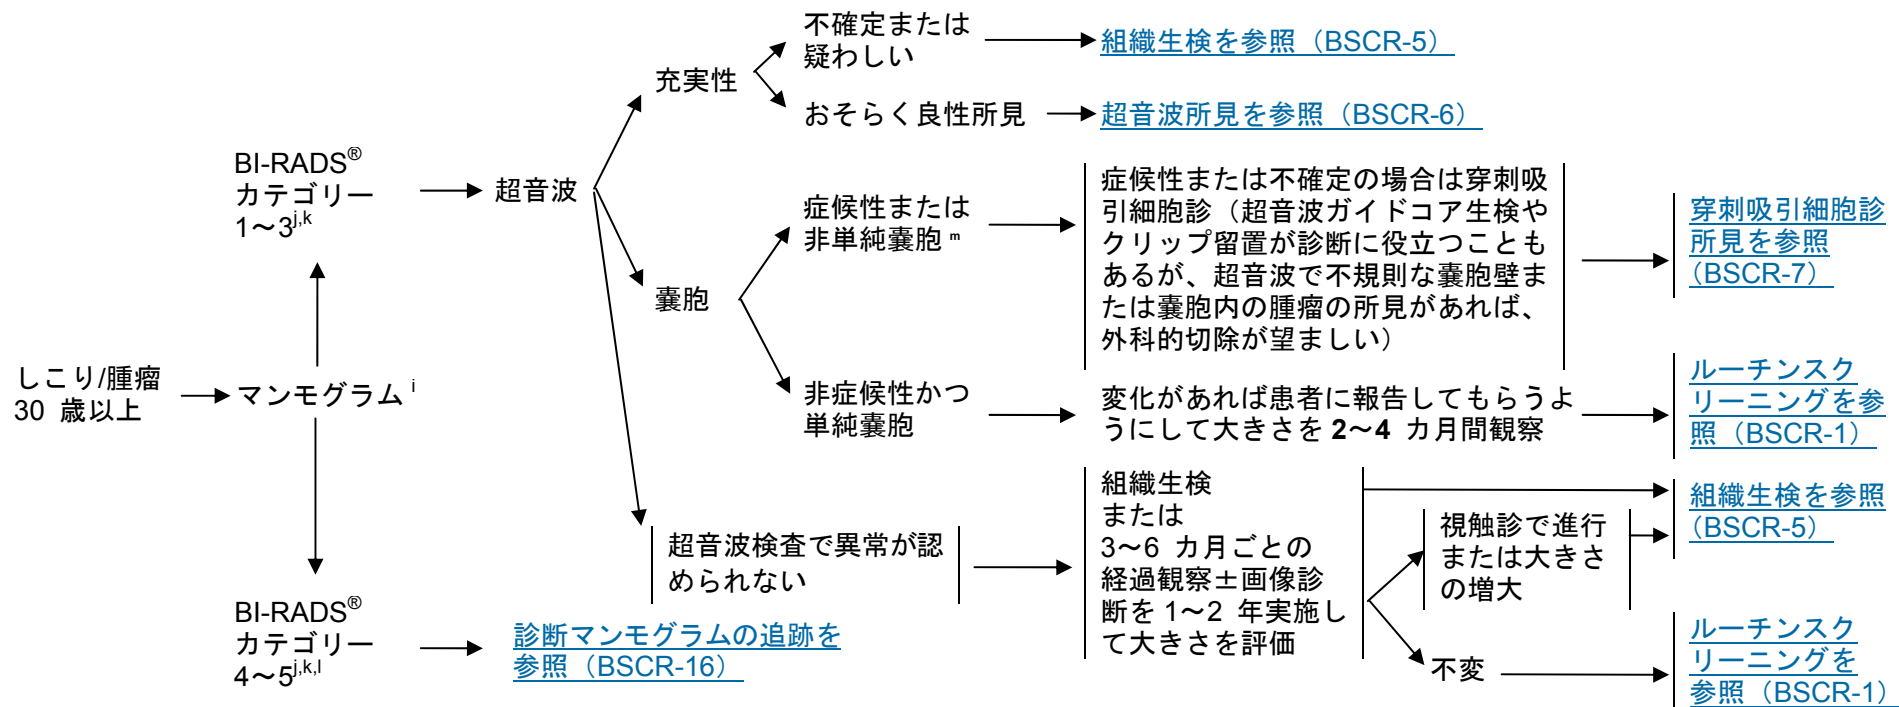 しこり/腫瘤
30 歳以上
マンモグラム i
BI-RADS®
カテゴリー
1～3j,k
超音波
充実性
不確定または
疑わしい
組織生検を参照（BSCR-5）
おそらく良性所見
超音波所見を参照（BSCR-6）
嚢胞
症候性または
非単純嚢胞 m
症候性または不確定の場合は穿刺吸
引細胞診（超音波ガイドコア生検や
クリップ留置が診断に役立つことも
あるが、超音波で不規則な嚢胞壁ま
たは嚢胞内の腫瘤の所見があれば、
外科的切除が望ましい）
穿刺吸引細胞診
所見を参照
（BSCR-7）
非症候性かつ
単純嚢胞
変化があれば患者に報告してもらうよ
うにして大きさを 2～4 カ月間観察
ルーチンスク
リーニングを参
照（BSCR-1）
超音波検査で異常が認
められない
組織生検
または
3～6 カ月ごとの
経過観察±画像診
断を 1～2 年実施し
て大きさを評価
組織生検を参照
（BSCR-5）
視触診で進行
または大きさ
の増大
不変
ルーチンスク
リーニングを
参照（BSCR-1）
BI-RADS®
カテゴリー
4～5j,k,l
診断マンモグラムの追跡を
参照（BSCR-16）